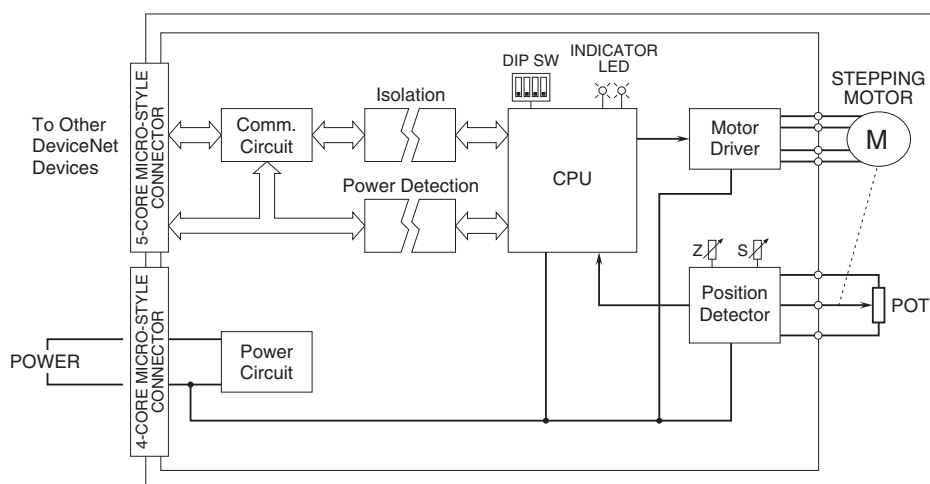 To Other
DeviceNet
Devices
5-CORE MICRO-STYLE
CONNECTOR
Comm.
Circuit
Isolation
Power Detection
DIP SW
INDICATOR
LED
CPU
Motor
Driver
STEPPING
MOTOR
M
Z
S
Position
Detector
POT
POWER
4-CORE MICRO-STYLE
CONNECTOR
Power
Circuit